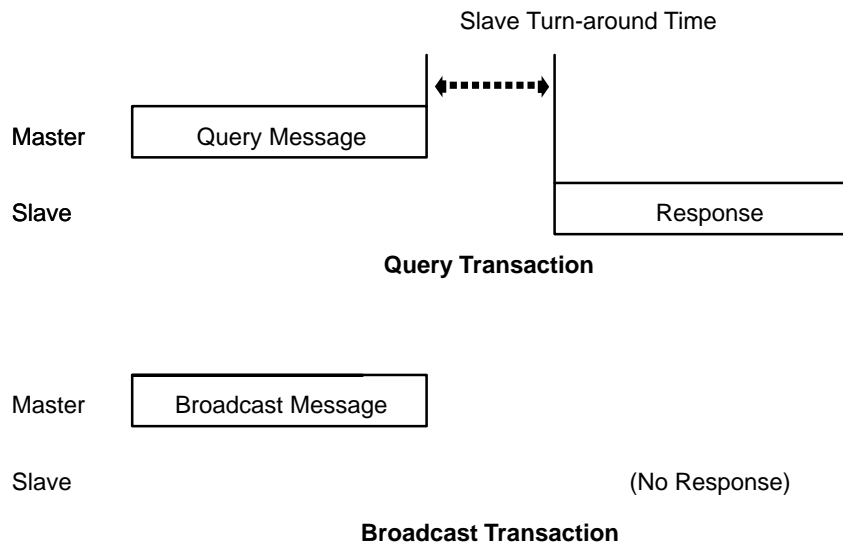 Slave Turn-around Time
Master
Query Message
Slave
Response
Query Transaction
Master
Broadcast Message
Slave
(No Response)
Broadcast Transaction